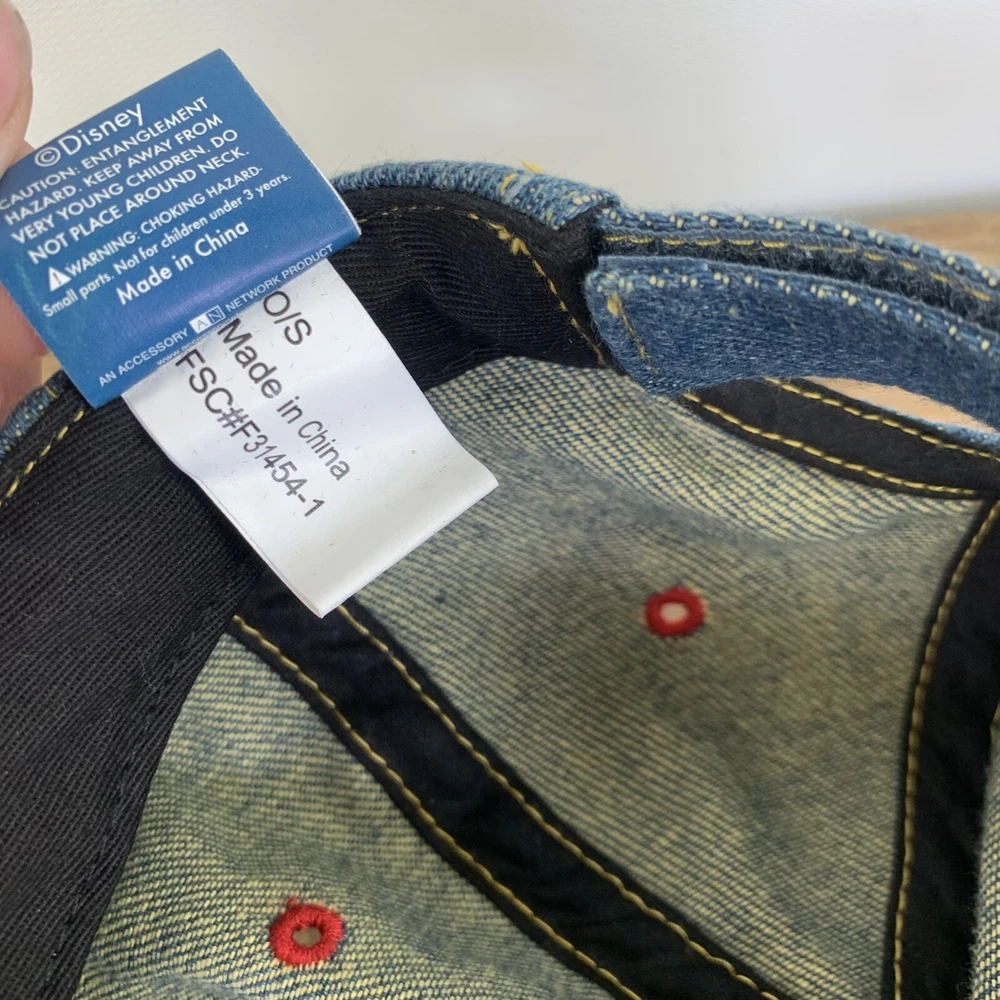 ©Disney
CAUTION: ENTANGLEMENT
HAZARD. KEEP AWAY FROM
VERY YOUNG CHILDREN. DO
NOT PLACE AROUND NECK.
⚠WARNING: CHOKING HAZARD-
Small parts. Not for children under 3 years.
Made in China
AN ACCESSORY AN NETWORK PRODUCT
O/S
Made in China
FSC#F31454-1